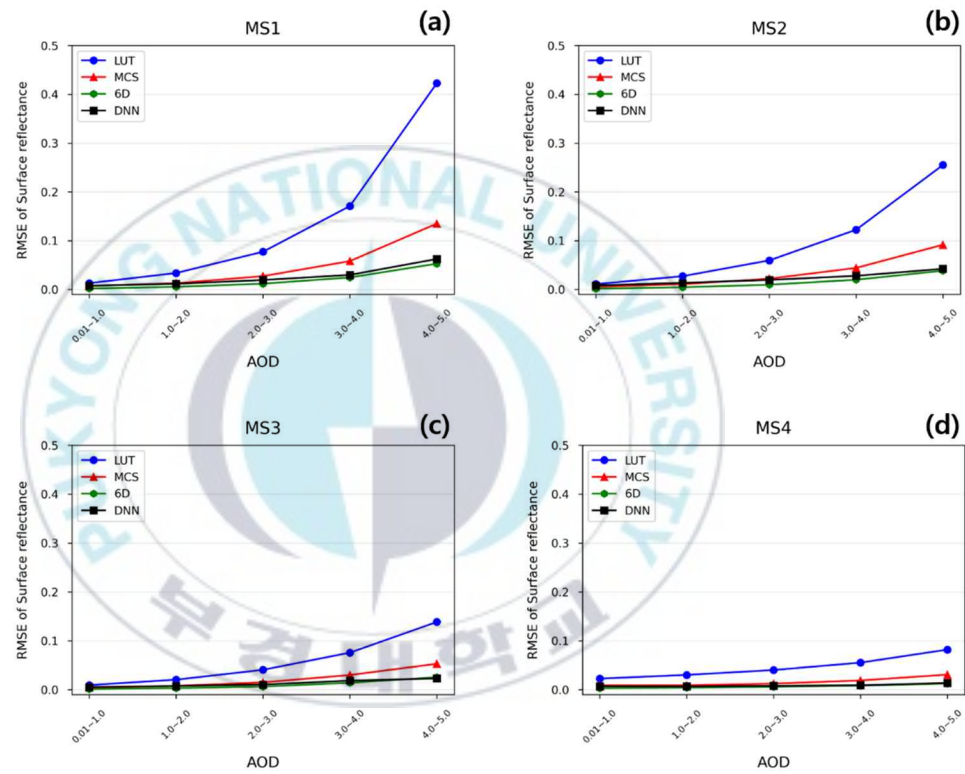 MS1
(a)
RMSE of Surface reflectance
0.5
0.4
0.3
0.2
0.1
0.0
LUT
MCS
6D
DNN
0.01~1.0
1.0~2.0
2.0~3.0
3.0~4.0
4.0~5.0
AOD
MS2
(b)
RMSE of Surface reflectance
0.5
0.4
0.3
0.2
0.1
0.0
LUT
MCS
6D
DNN
0.01~1.0
1.0~2.0
2.0~3.0
3.0~4.0
4.0~5.0
AOD
MS3
(c)
RMSE of Surface reflectance
0.5
0.4
0.3
0.2
0.1
0.0
LUT
MCS
6D
DNN
0.01~1.0
1.0~2.0
2.0~3.0
3.0~4.0
4.0~5.0
AOD
MS4
(d)
RMSE of Surface reflectance
0.5
0.4
0.3
0.2
0.1
0.0
LUT
MCS
6D
DNN
0.01~1.0
1.0~2.0
2.0~3.0
3.0~4.0
4.0~5.0
AOD
PUKYONG NATIONAL UNIVERSITY
부경대학교